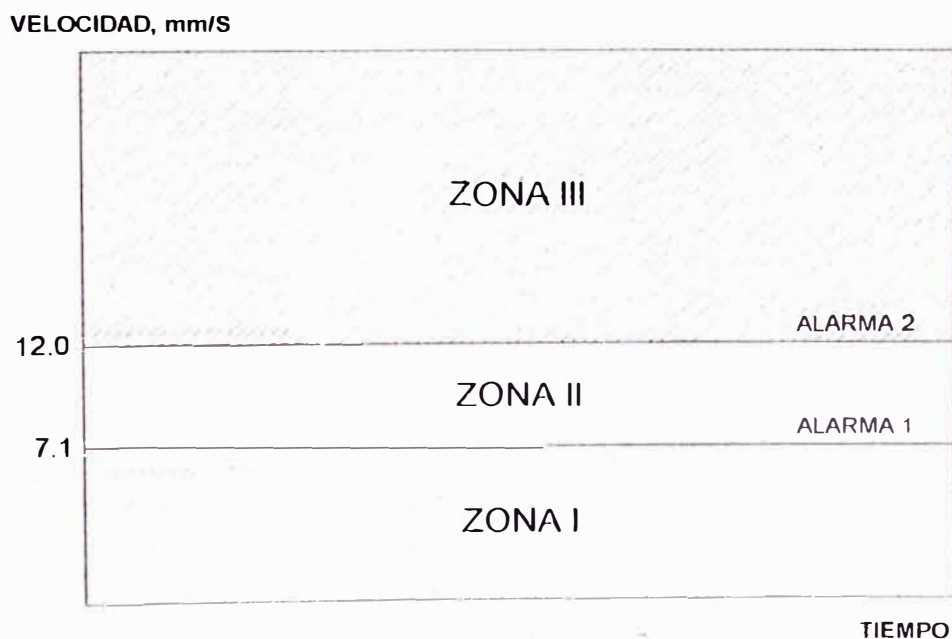 VELOCIDAD, mm/S
ZONA III
ALARMA 2
12.0
ZONA II
ALARMA 1
7.1
ZONA I
TIEMPO